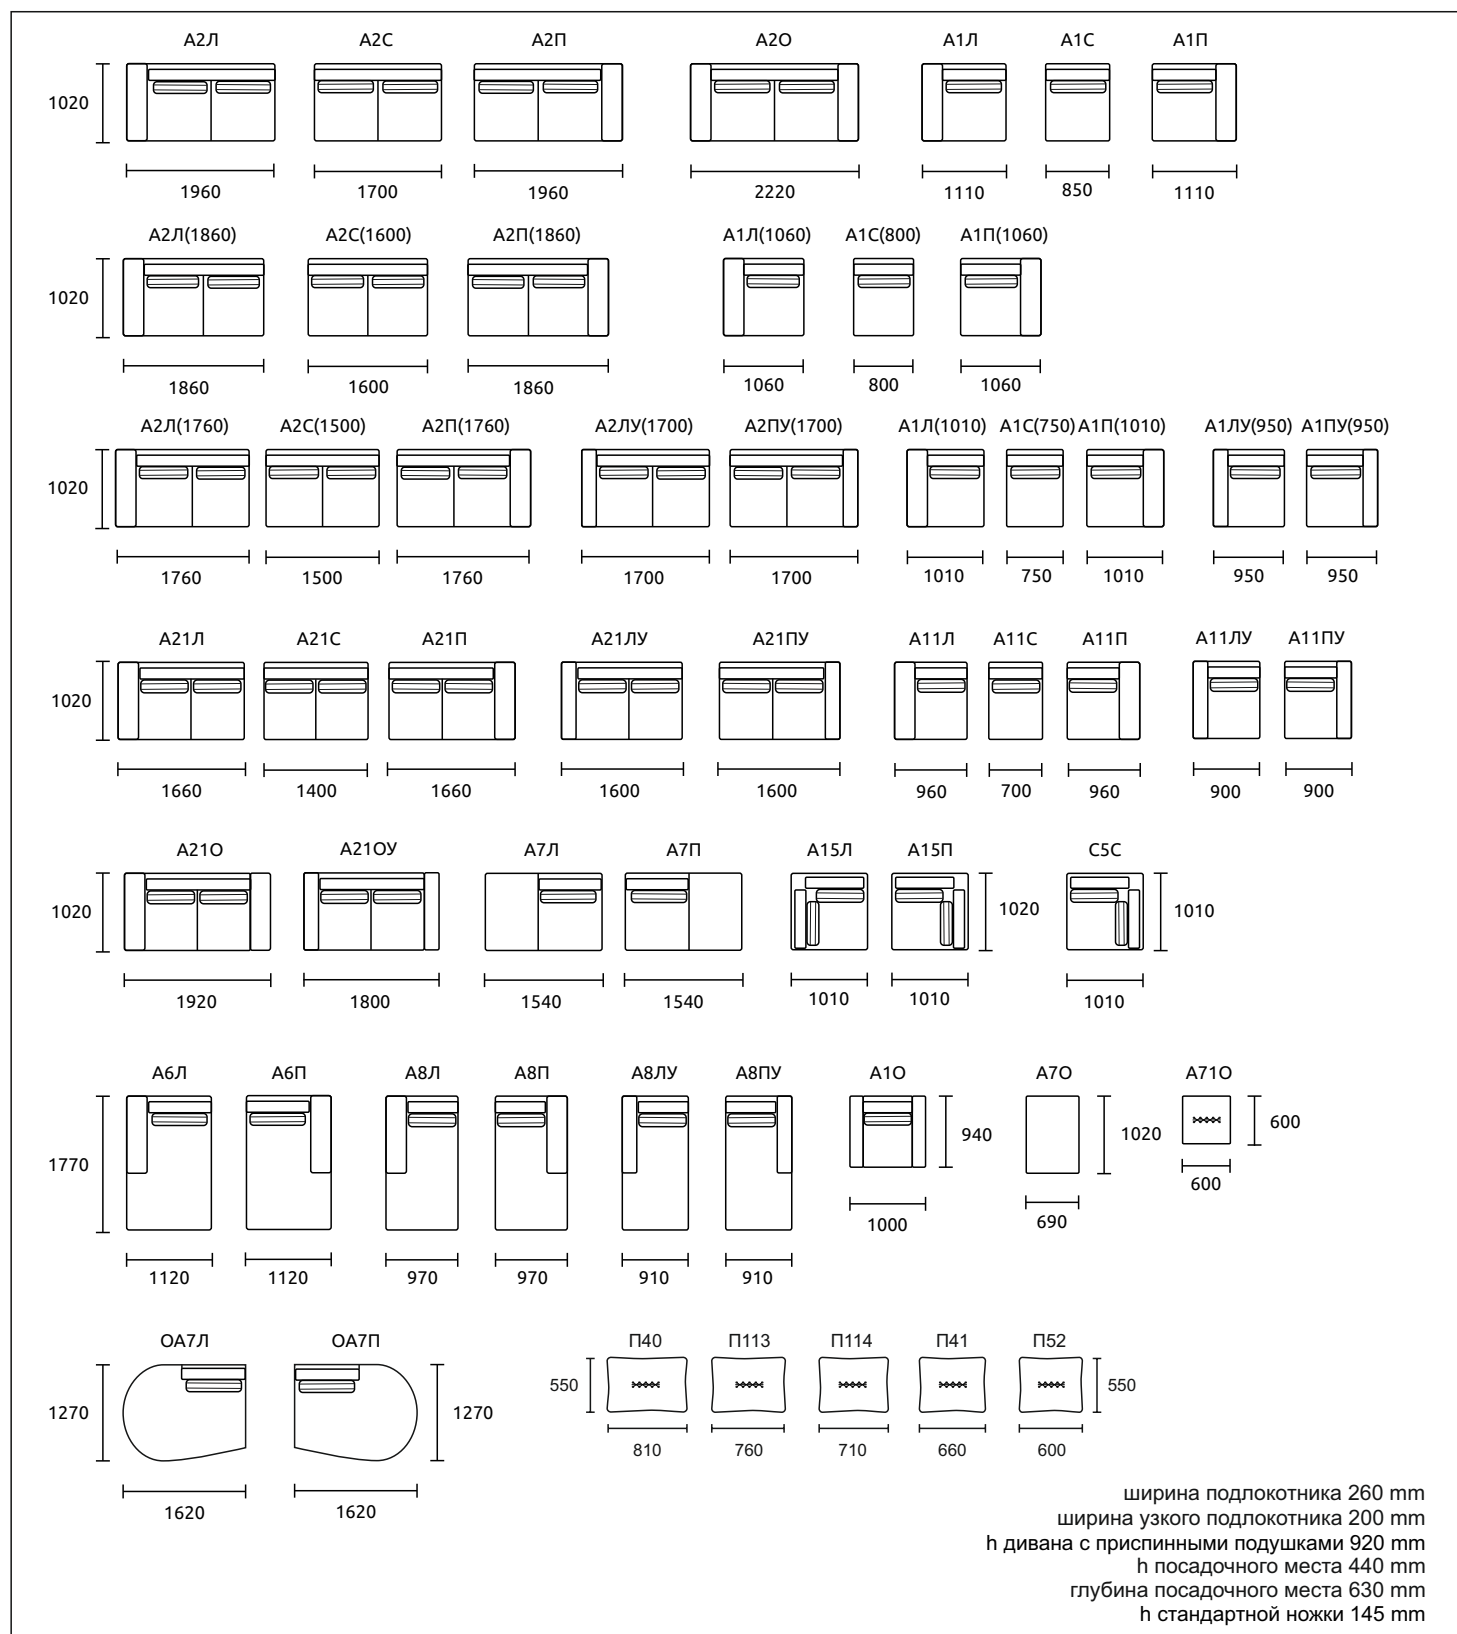 А2Л А2С А2П А2О А1Л А1С А1П
1020
1960 1700 1960 2220 1110 850 1110
А2Л(1860) А2С(1600) А2П(1860) А1Л(1060) А1С(800) А1П(1060)
1020
1860 1600 1860 1060 800 1060
А2Л(1760) А2С(1500) А2П(1760) А2ЛУ(1700) А2ПУ(1700) А1Л(1010) А1С(750) А1П(1010) А1ЛУ(950) А1ПУ(950)
1020
1760 1500 1760 1700 1700 1010 750 1010 950 950
А21Л А21С А21П А21ЛУ А21ПУ А11Л А11С А11П А11ЛУ А11ПУ
1020
1660 1400 1660 1600 1600 960 700 960 900 900
А21О А21ОУ А7Л А7П А15Л А15П С5С
1020 1020 1010
1920 1800 1540 1540 1010 1010 1010
А6Л А6П А8Л А8П А8ЛУ А8ПУ А1О А7О А71О
1770 940 1020 600
600
1000 690
1120 1120 970 970 910 910
ОА7Л ОА7П П40 П113 П114 П41 П52
1270 1270 550 550
810 760 710 660 600
1620 1620
ширина подлокотника 260 mm
ширина узкого подлокотника 200 mm
h дивана с приспинными подушками 920 mm
h посадочного места 440 mm
глубина посадочного места 630 mm
h стандартной ножки 145 mm